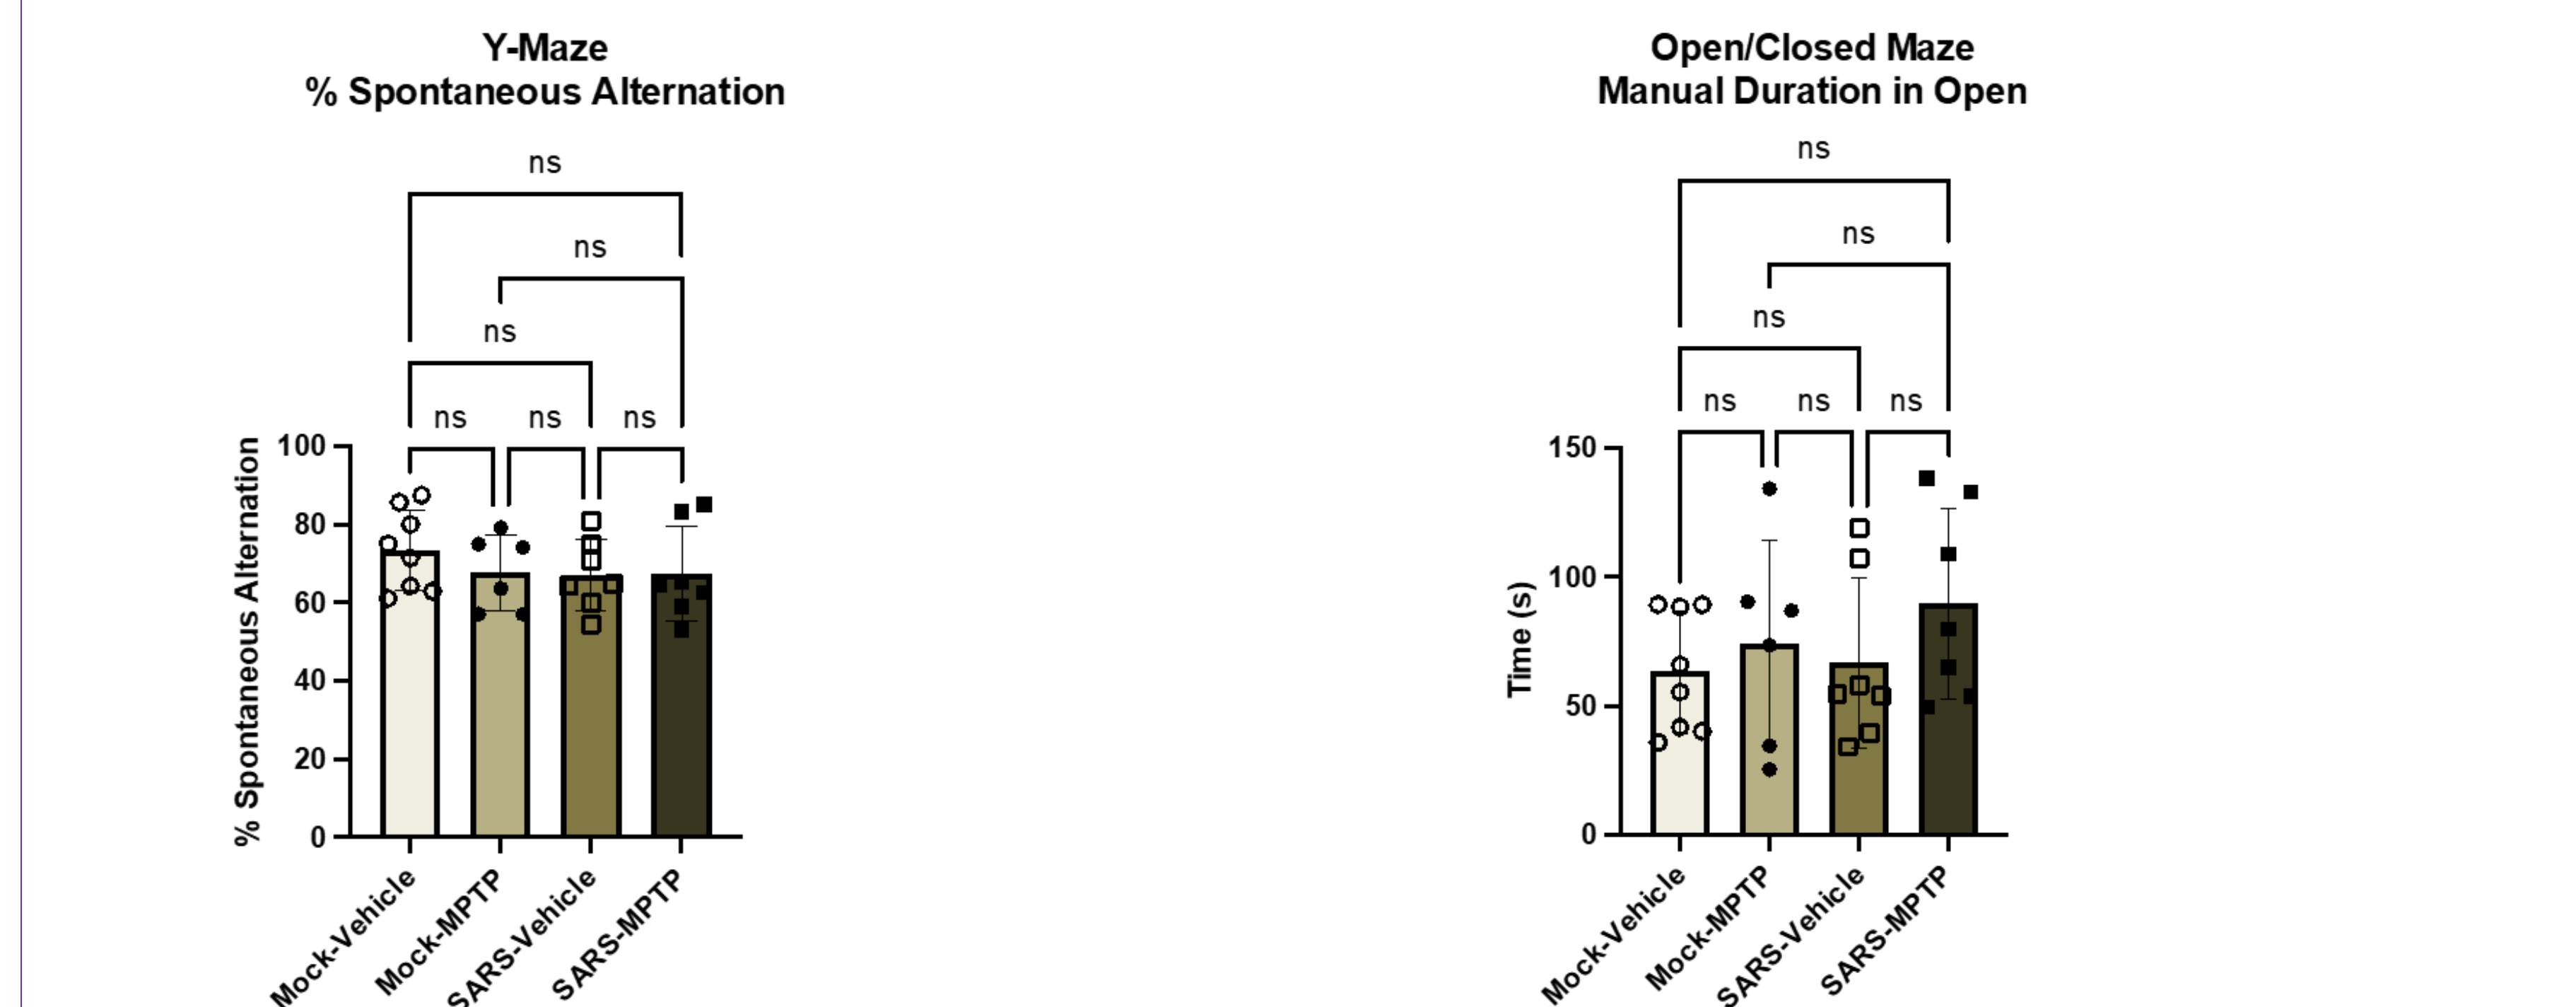 Y-Maze
% Spontaneous Alternation
ns
ns
ns
ns ns ns
% Spontaneous Alternation
100
80
60
40
20
0
Mock-Vehicle
Mock-MPTP
SARS-Vehicle
SARS-MPTP
Open/Closed Maze
Manual Duration in Open
ns
ns
ns
ns ns ns
Time (s)
150
100
50
0
Mock-Vehicle
Mock-MPTP
SARS-Vehicle
SARS-MPTP